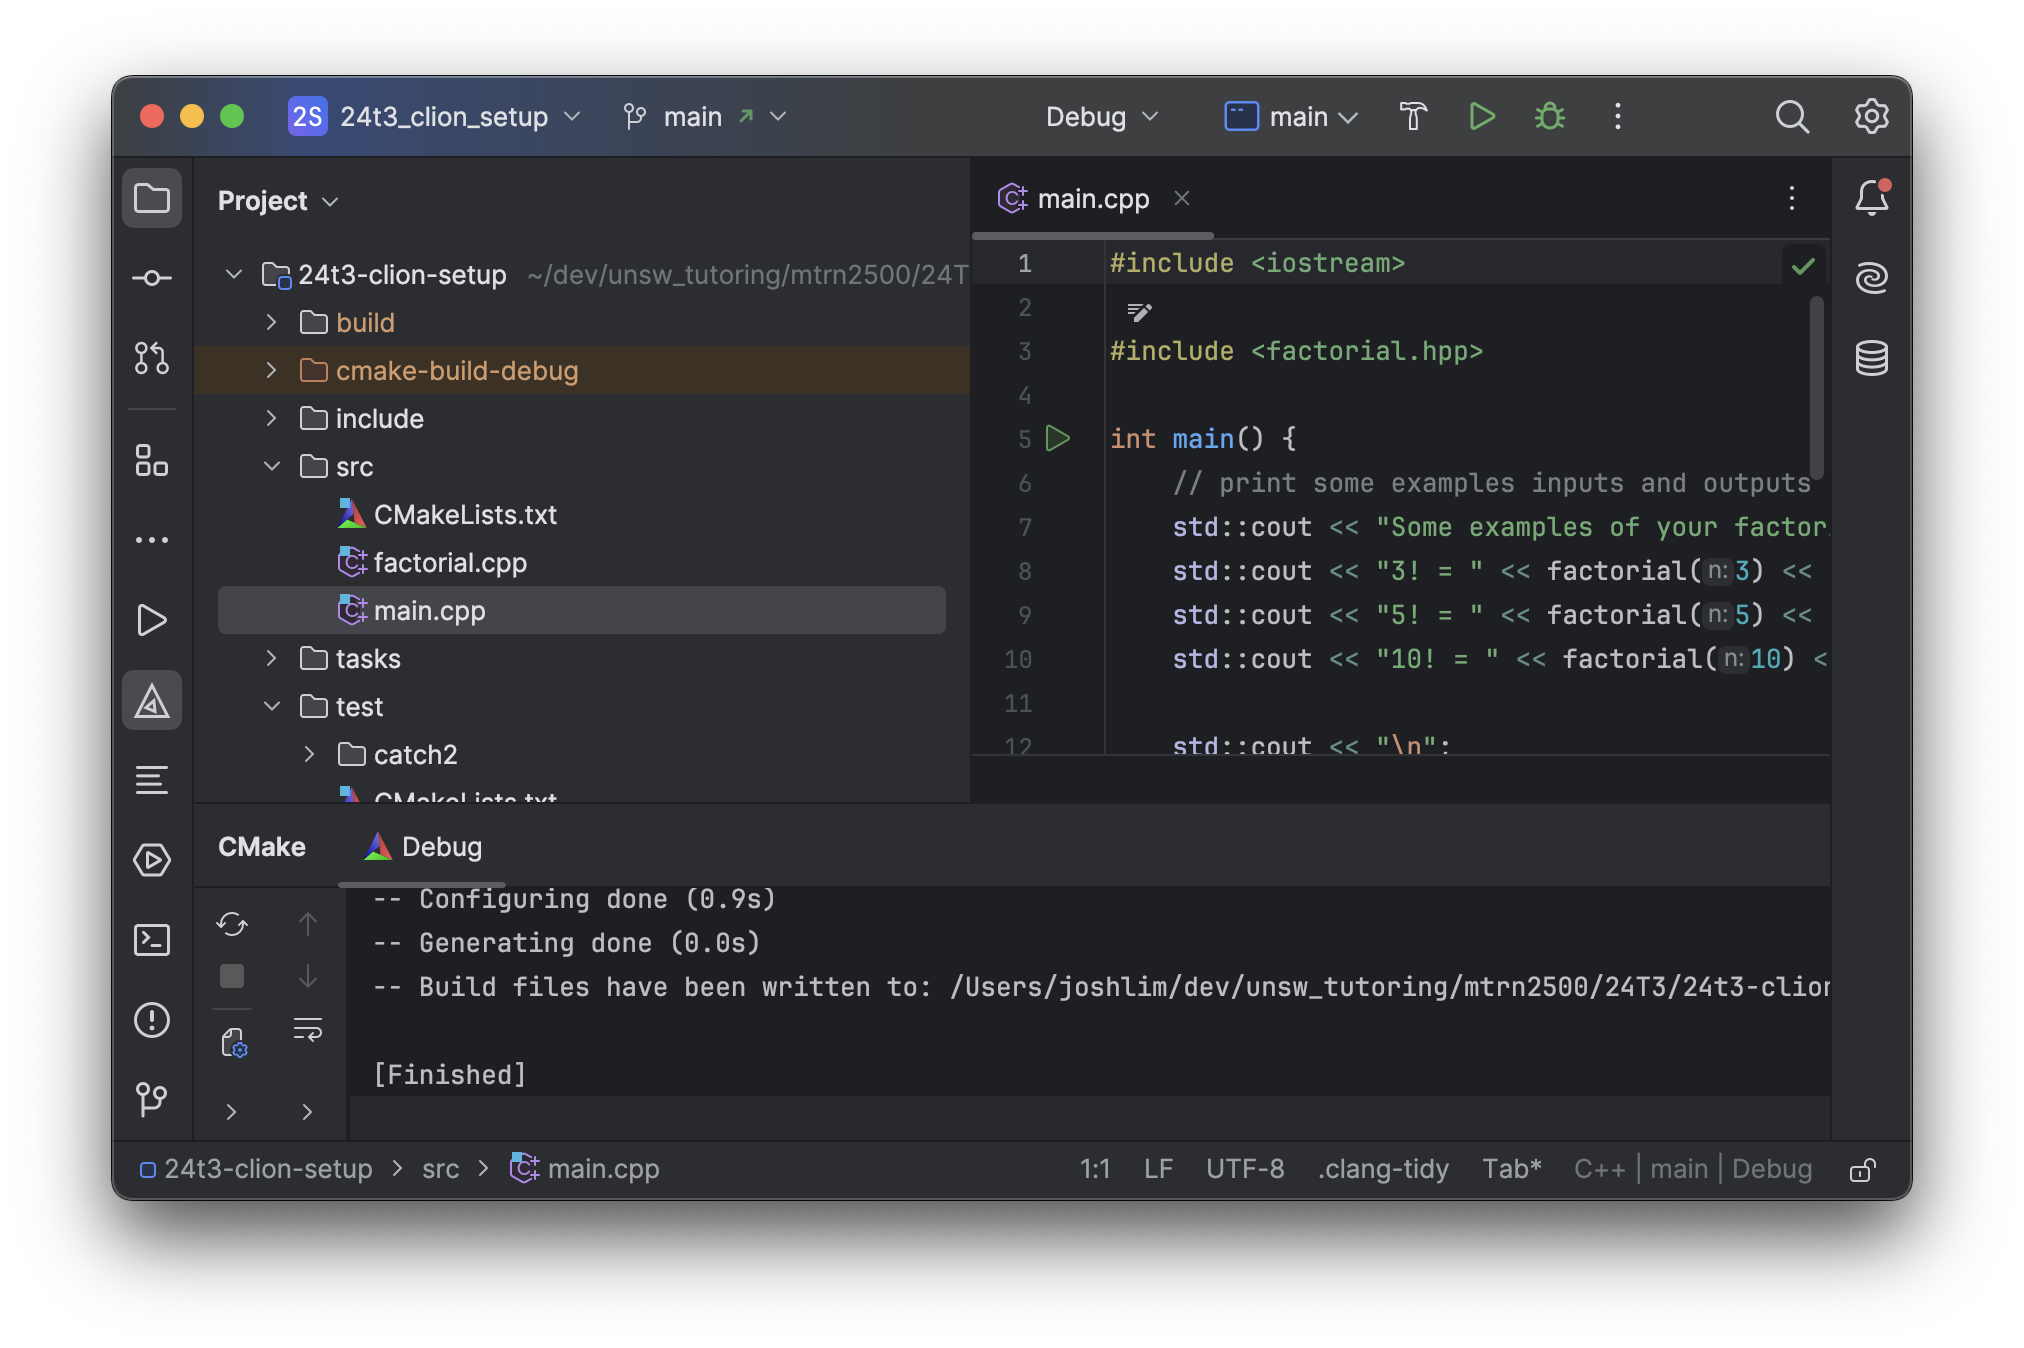 2S 24t3_clion_setup main Debug main
Project
24t3-clion-setup ~/dev/unsw_tutoring/mtrn2500/24T
build
cmake-build-debug
include
src
CMakeLists.txt
factorial.cpp
main.cpp
tasks
test
catch2
CMakeLists.txt
main.cpp
1 #include <iostream>
2
3 #include <factorial.hpp>
4
5 int main() {
6 // print some examples inputs and outputs
7 std::cout << "Some examples of your factor
8 std::cout << "3! = " << factorial(n:3) <<
9 std::cout << "5! = " << factorial(n:5) <<
10 std::cout << "10! = " << factorial(n:10) <
11
12 std::cout << "\n";
CMake Debug
-- Configuring done (0.9s)
-- Generating done (0.0s)
-- Build files have been written to: /Users/joshlim/dev/unsw_tutoring/mtrn2500/24T3/24t3-clion
[Finished]
24t3-clion-setup > src > main.cpp 1:1 LF UTF-8 .clang-tidy Tab* C++ | main | Debug